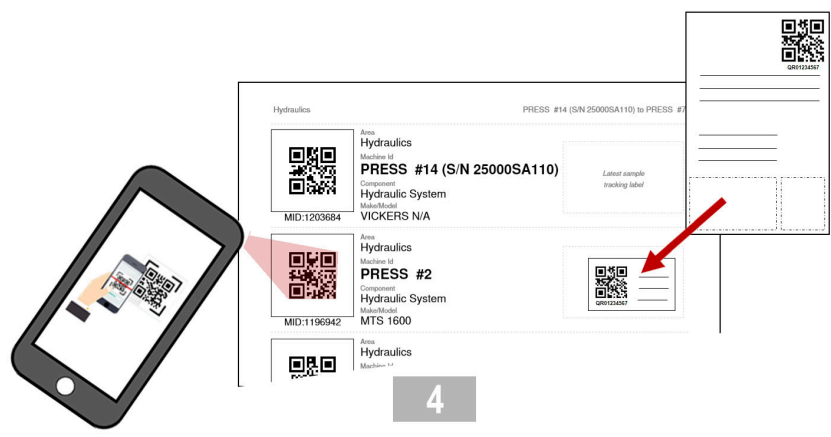 QR01234567
Hydraulics
PRESS #14 (S/N 25000SA110) to PRESS #7
Area
Hydraulics
Machine Id
PRESS #14 (S/N 25000SA110)
Component
Hydraulic System
Make/Model
MID:1203684
VICKERS N/A
Latest sample
tracking label
Area
Hydraulics
Machine Id
PRESS #2
Component
Hydraulic System
Make/Model
MID:1196942
MTS 1600
QR01234567
Area
Hydraulics
Machine Id
4